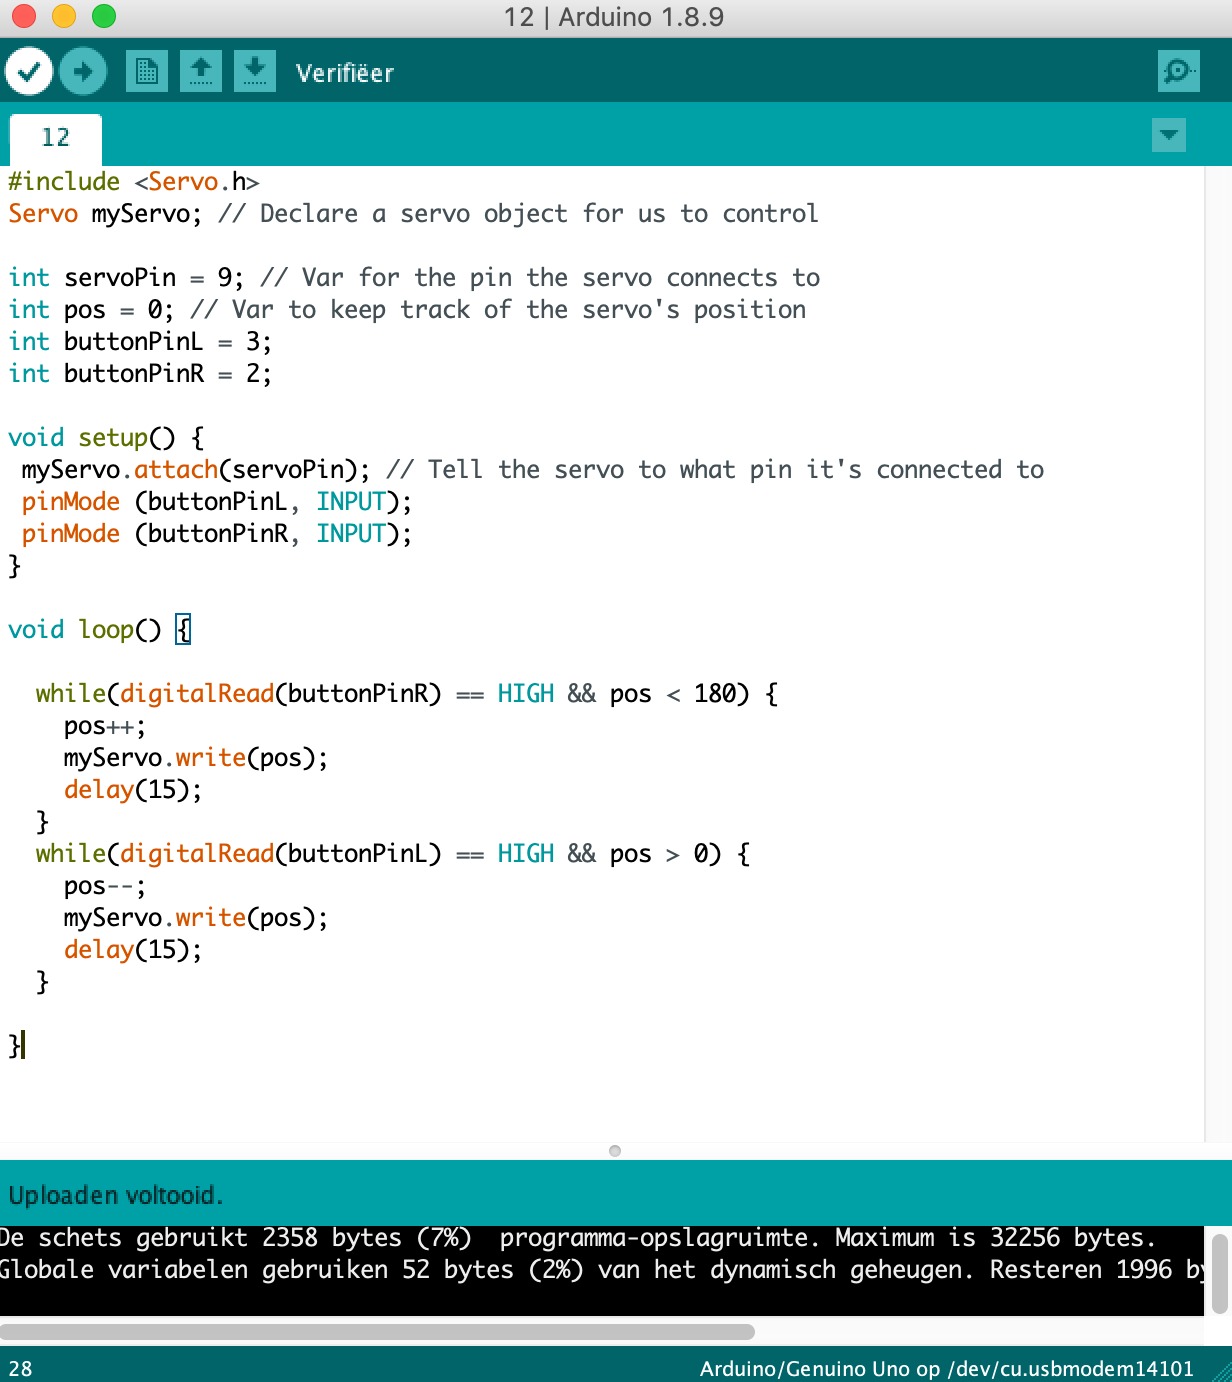 12 | Arduino 1.8.9
Verifiëer
12
#include <Servo.h>
Servo myServo; // Declare a servo object for us to control
int servoPin = 9; // Var for the pin the servo connects to
int pos = 0; // Var to keep track of the servo's position
int buttonPinL = 3;
int buttonPinR = 2;
void setup() {
myServo.attach(servoPin); // Tell the servo to what pin it's connected to
pinMode (buttonPinL, INPUT);
pinMode (buttonPinR, INPUT);
}
void loop() {
while(digitalRead(buttonPinR) == HIGH && pos < 180) {
pos++;
myServo.write(pos);
delay(15);
}
while(digitalRead(buttonPinL) == HIGH && pos > 0) {
pos--;
myServo.write(pos);
delay(15);
}
}
Uploaden voltooid.
De schets gebruikt 2358 bytes (7%)  programma-opslagruimte. Maximum is 32256 bytes.
Globale variabelen gebruiken 52 bytes (2%) van het dynamisch geheugen. Resteren 1996 by
28
Arduino/Genuino Uno op /dev/cu.usbmodem14101